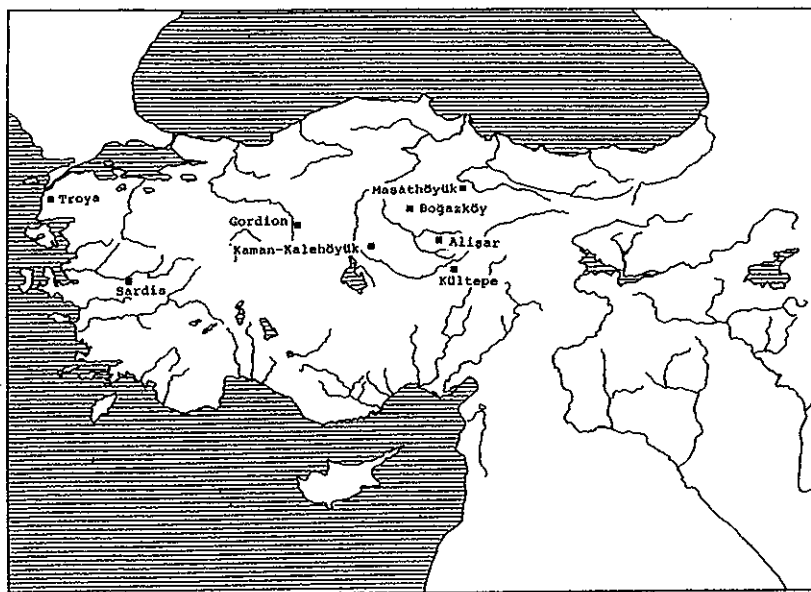 Maşathöyük
Troya
Boğazköy
Gordion
Alişar
Kaman-Kalehöyük
Kültepe
Sardis